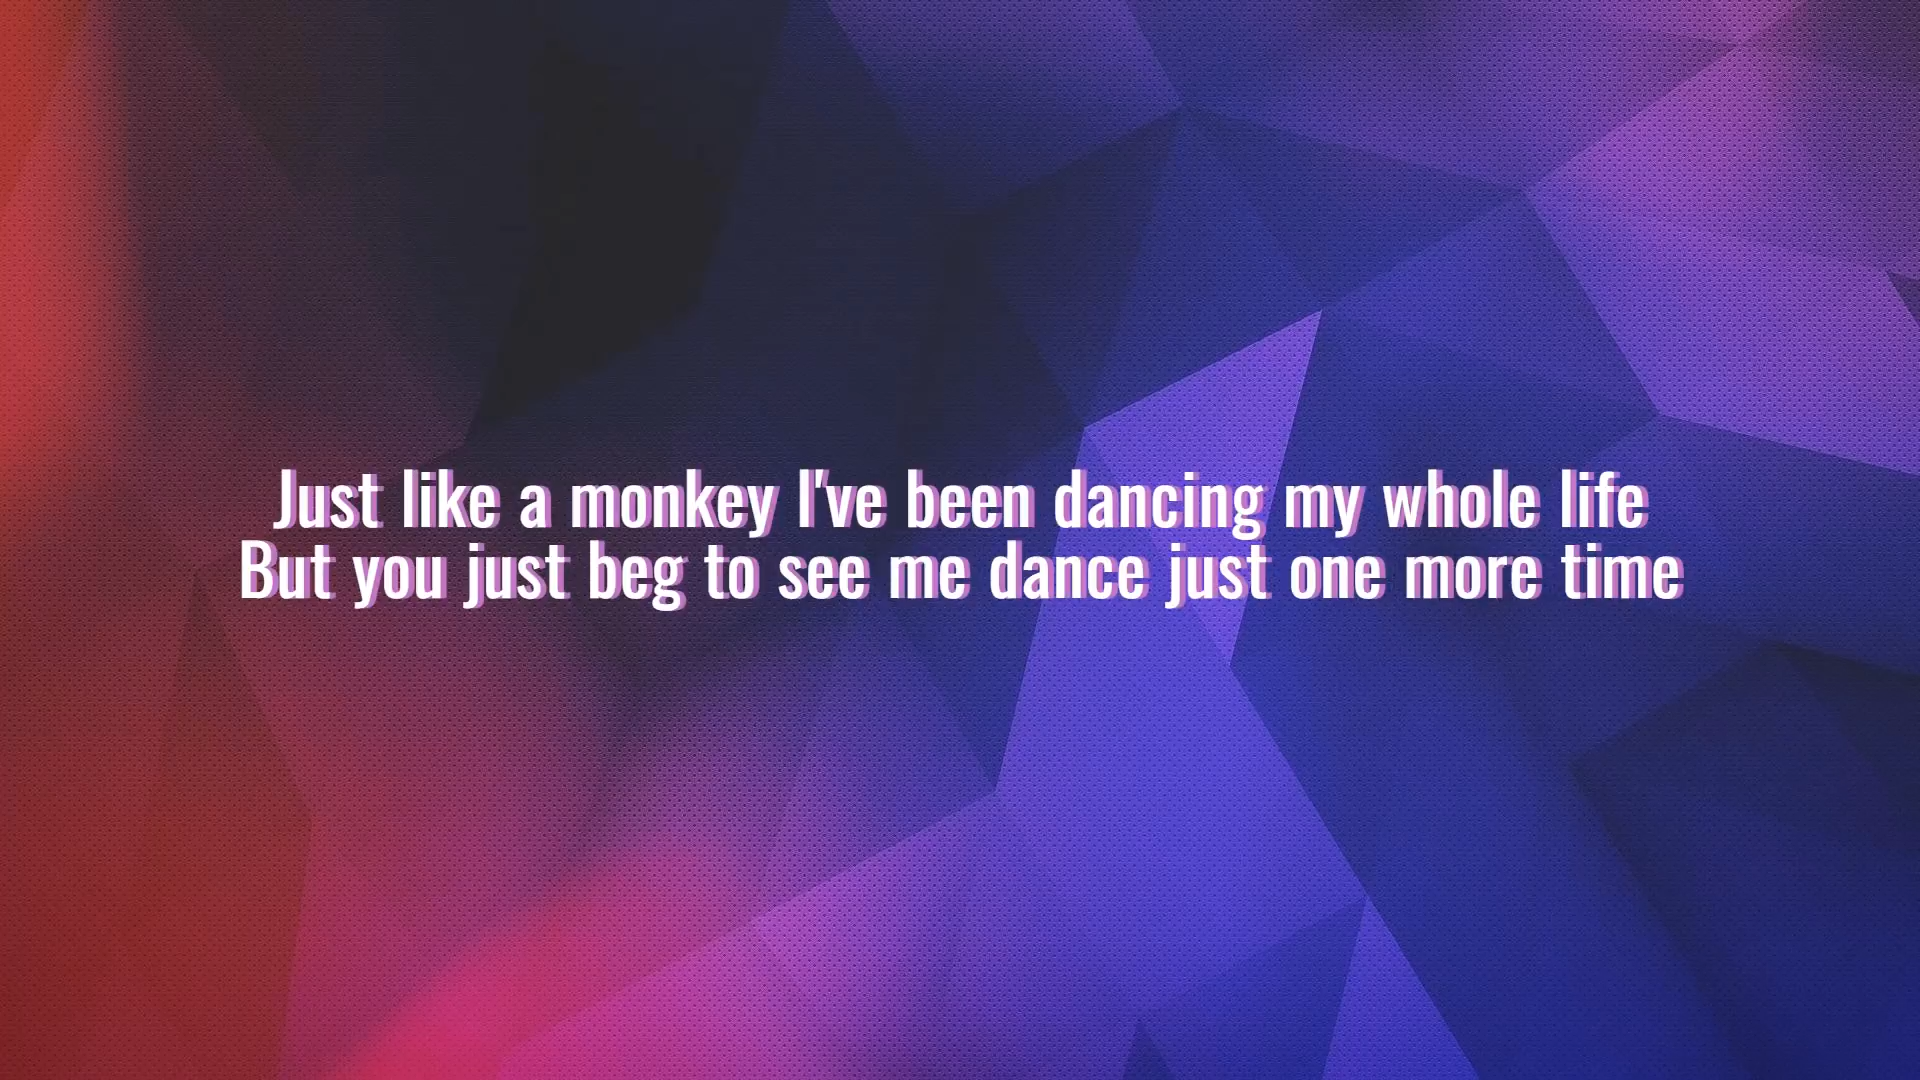 Just like a monkey I've been dancing my whole life
But you just beg to see me dance just one more time